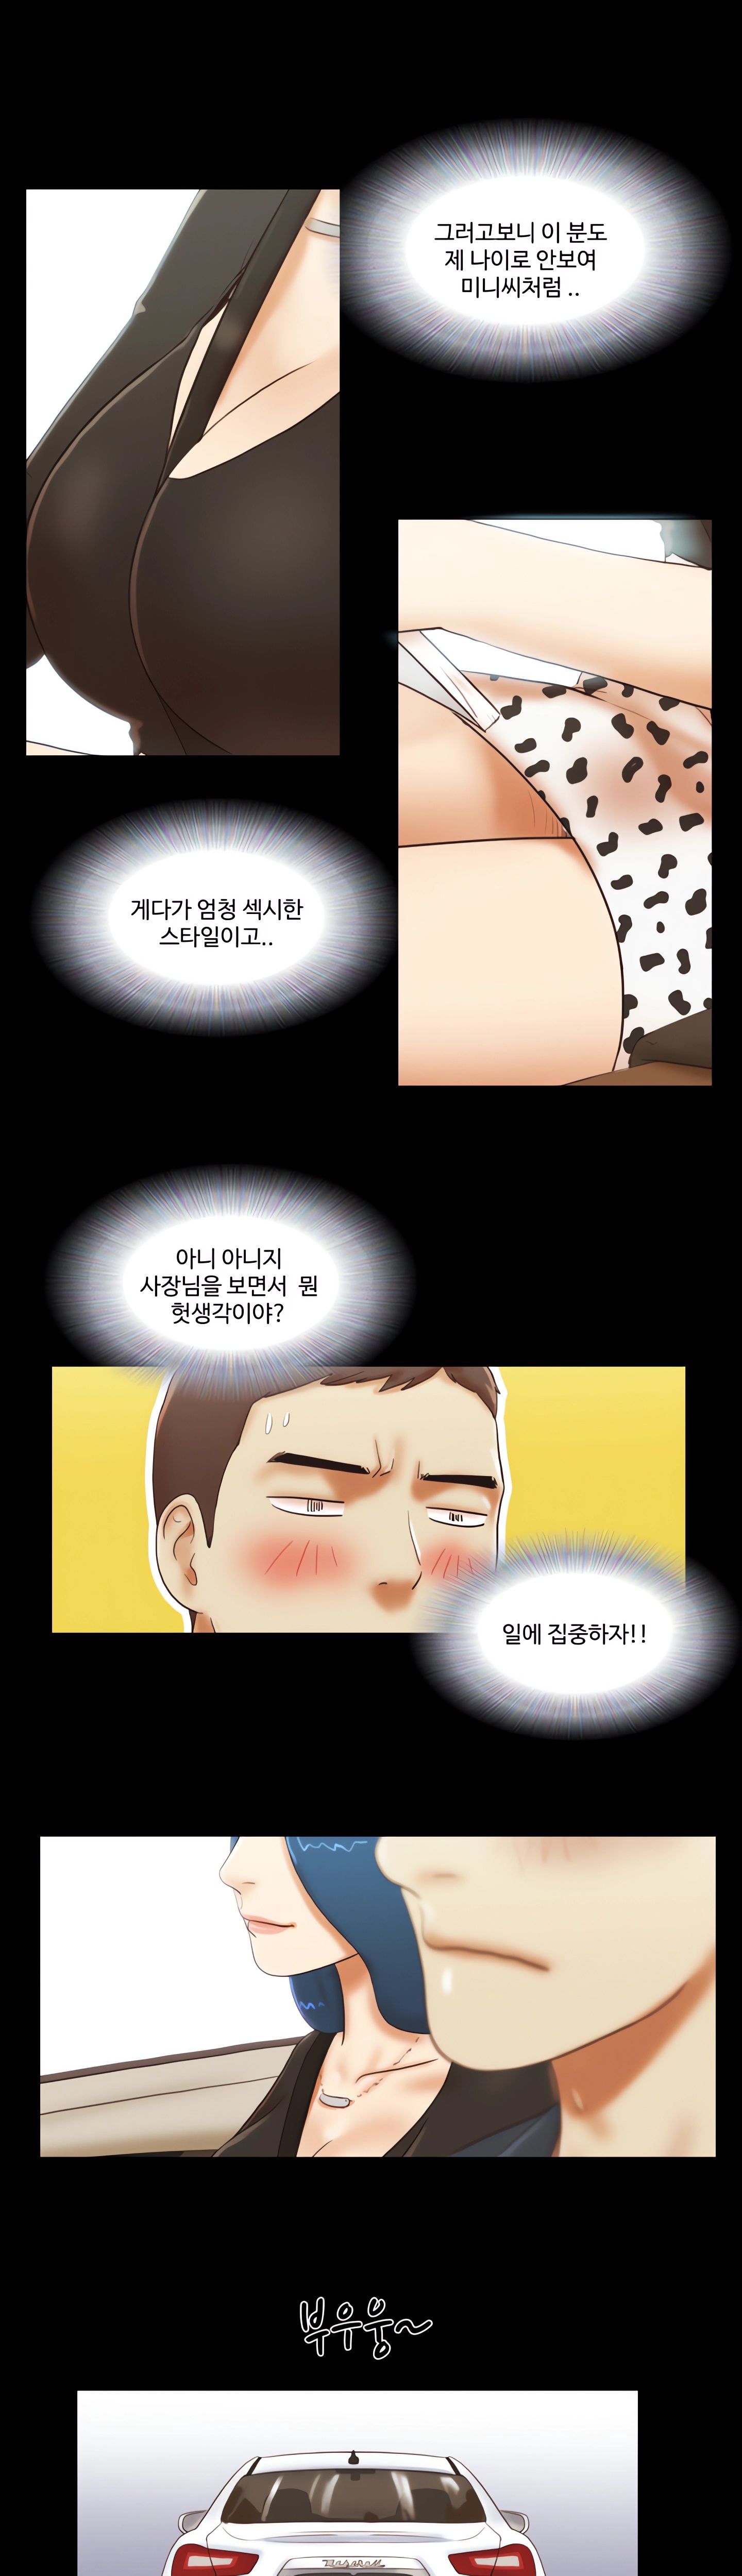 그러고보니 이 분도
제 나이로 안보여
미니씨처럼 ..
게다가 엄청 섹시한
스타일이고..
아니 아니지
사장님을 보면서 뭔
헛생각이야?
일에 집중하자!!
부우웅~
Maserati